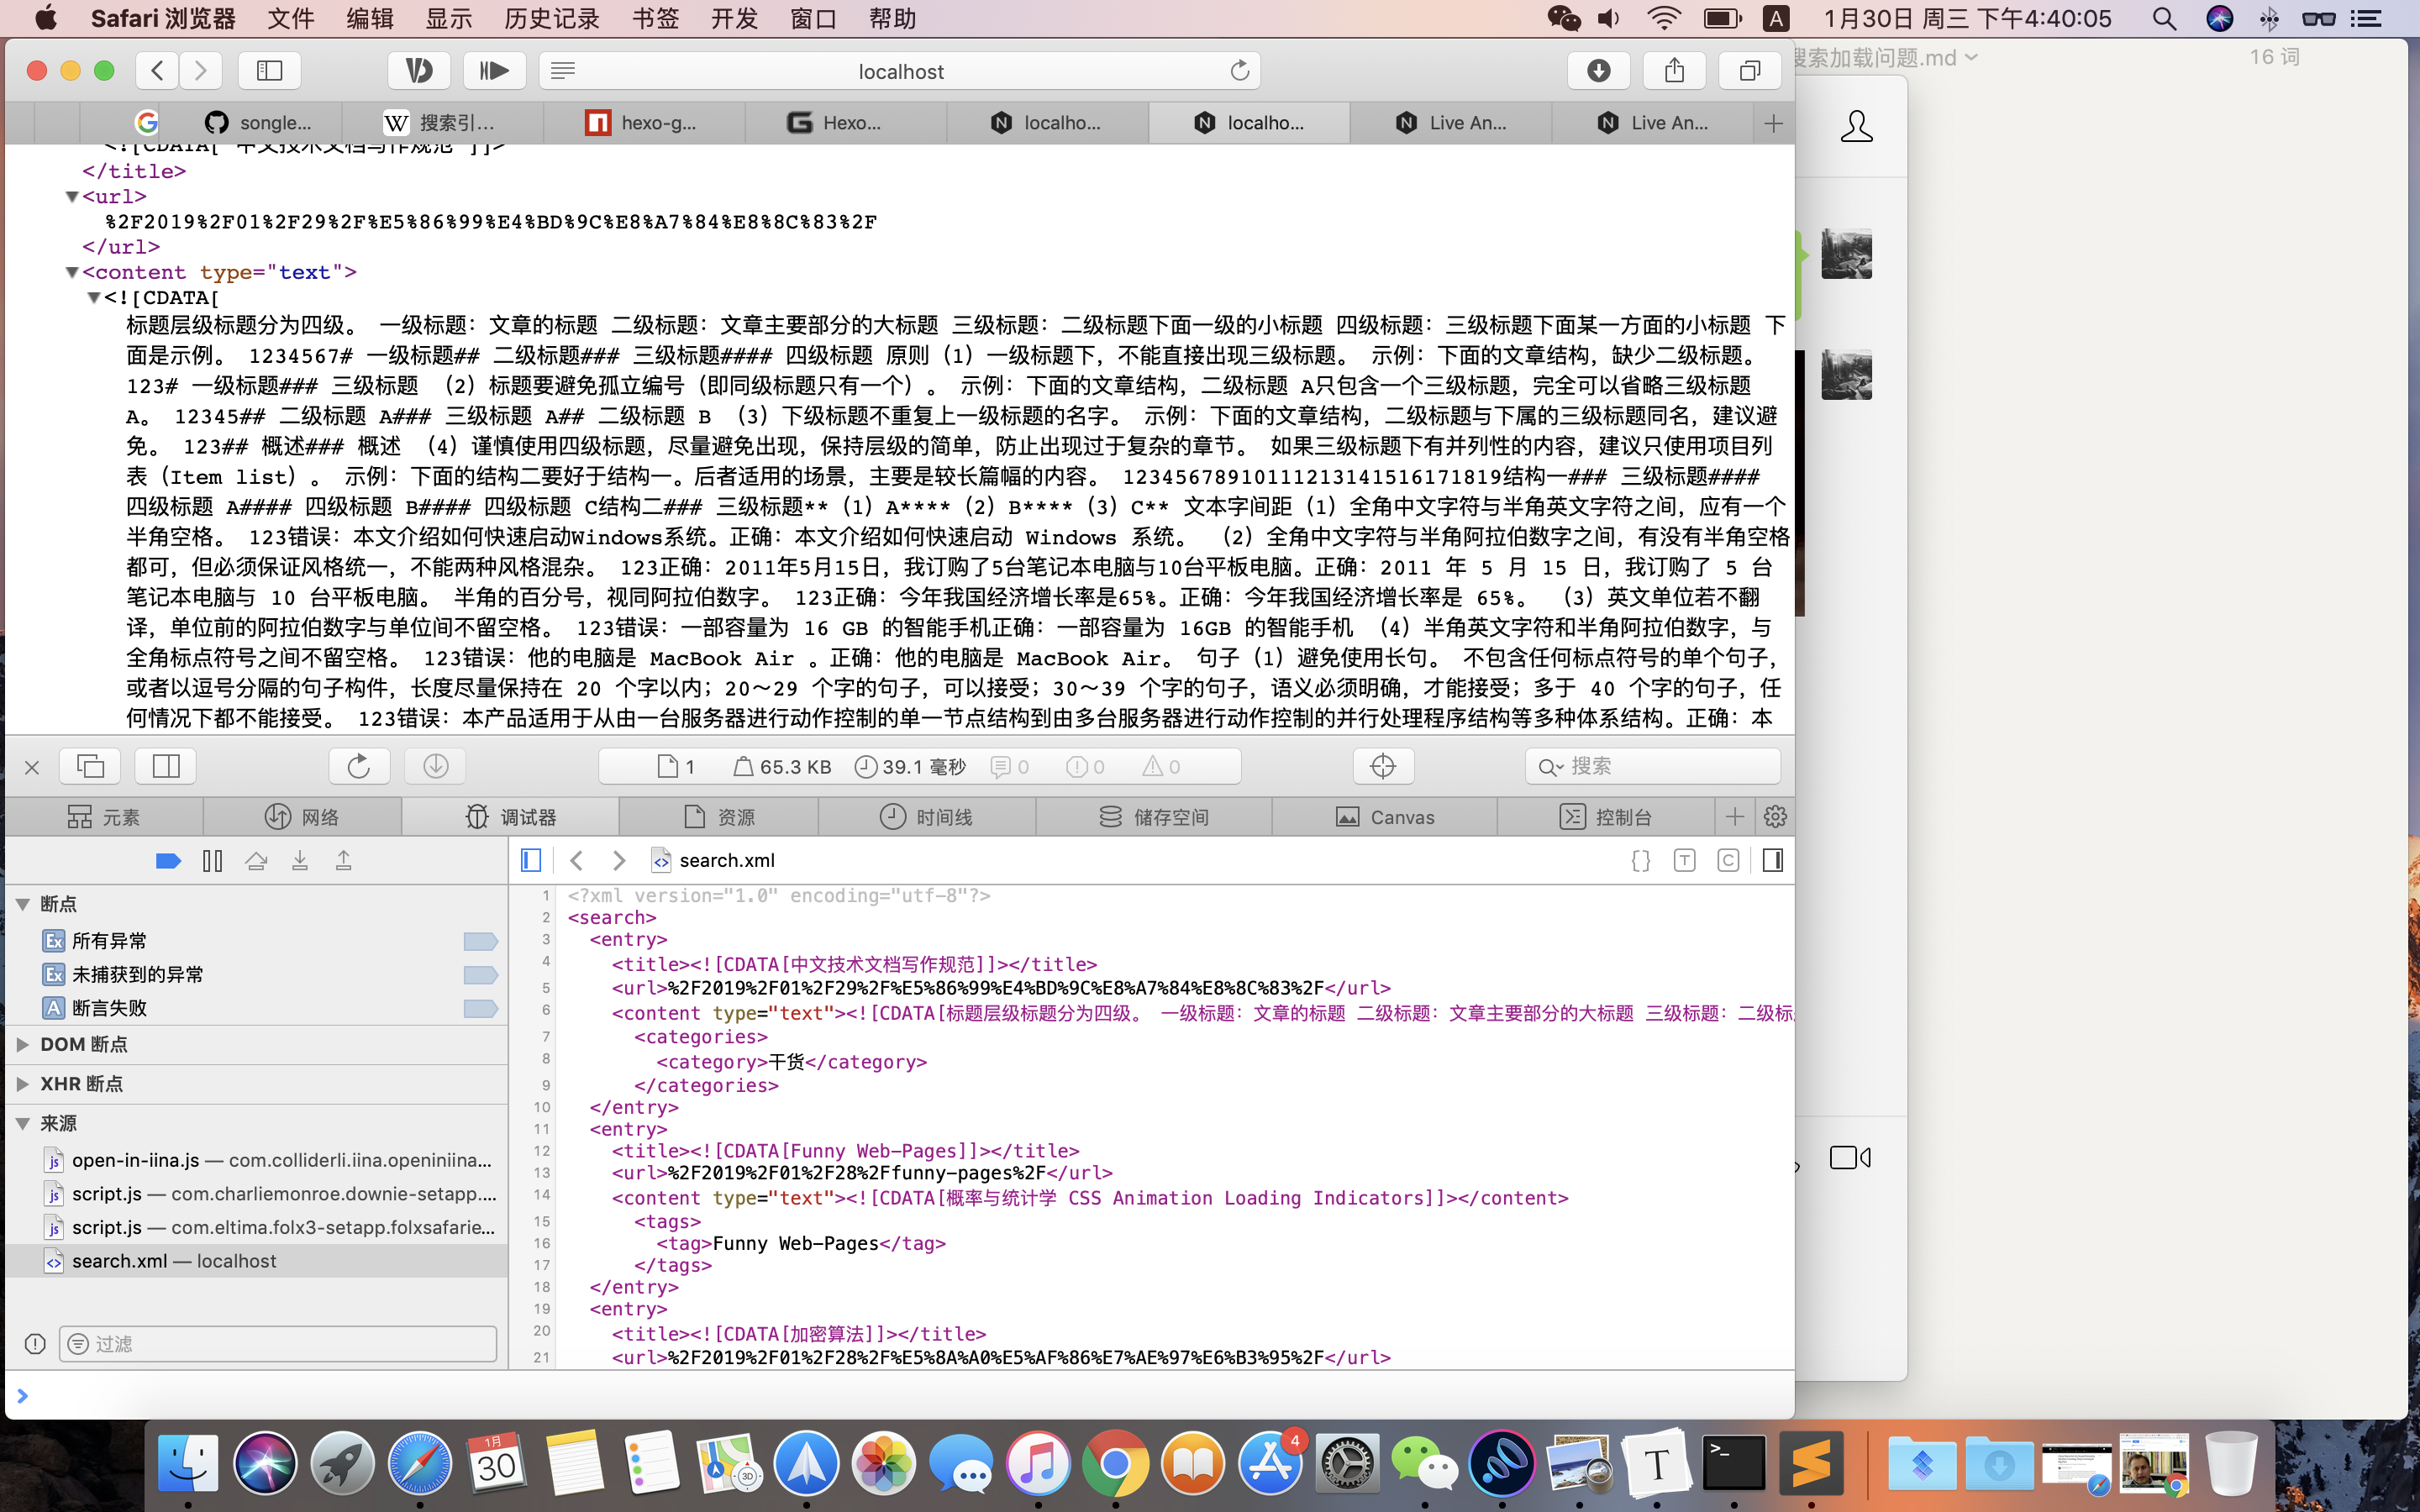 Safari 浏览器 文件 编辑 显示 历史记录 书签 开发 窗口 帮助 A 1月30日 周三 下午4:40:05
搜索加载问题.md 16 词
localhost
songle... W 搜索引... hexo-g... Hexo... localho... localho... Live An... Live An...
<![CDATA[ 中文技术文档写作规范 ]]>
</title>
<url>
%2F2019%2F01%2F29%2F%E5%86%99%E4%BD%9C%E8%A7%84%E8%8C%83%2F
</url>
<content type="text">
<![CDATA[
标题层级标题分为四级。 一级标题：文章的标题 二级标题：文章主要部分的大标题 三级标题：二级标题下面一级的小标题 四级标题：三级标题下面某一方面的小标题 下
面是示例。 1234567# 一级标题## 二级标题### 三级标题#### 四级标题 原则（1）一级标题下，不能直接出现三级标题。 示例：下面的文章结构，缺少二级标题。
123# 一级标题### 三级标题 （2）标题要避免孤立编号（即同级标题只有一个）。 示例：下面的文章结构，二级标题 A只包含一个三级标题，完全可以省略三级标题
A。 12345## 二级标题 A### 三级标题 A## 二级标题 B （3）下级标题不重复上一级标题的名字。 示例：下面的文章结构，二级标题与下属的三级标题同名，建议避
免。 123## 概述### 概述 （4）谨慎使用四级标题，尽量避免出现，保持层级的简单，防止出现过于复杂的章节。 如果三级标题下有并列性的内容，建议只使用项目列
表（Item list）。 示例：下面的结构二要好于结构一。后者适用的场景，主要是较长篇幅的内容。 12345678910111213141516171819结构一### 三级标题####
四级标题 A#### 四级标题 B#### 四级标题 C结构二### 三级标题**（1）A****（2）B****（3）C** 文本字间距（1）全角中文字符与半角英文字符之间，应有一个
半角空格。 123错误：本文介绍如何快速启动Windows系统。正确：本文介绍如何快速启动 Windows 系统。 （2）全角中文字符与半角阿拉伯数字之间，有没有半角空格
都可，但必须保证风格统一，不能两种风格混杂。 123正确：2011年5月15日，我订购了5台笔记本电脑与10台平板电脑。正确：2011 年 5 月 15 日，我订购了 5 台
笔记本电脑与 10 台平板电脑。 半角的百分号，视同阿拉伯数字。 123正确：今年我国经济增长率是65%。正确：今年我国经济增长率是 65%。 （3）英文单位若不翻
译，单位前的阿拉伯数字与单位间不留空格。 123错误：一部容量为 16 GB 的智能手机正确：一部容量为 16GB 的智能手机 （4）半角英文字符和半角阿拉伯数字，与
全角标点符号之间不留空格。 123错误：他的电脑是 MacBook Air 。正确：他的电脑是 MacBook Air。 句子（1）避免使用长句。 不包含任何标点符号的单个句子，
或者以逗号分隔的句子构件，长度尽量保持在 20 个字以内；20～29 个字的句子，可以接受；30～39 个字的句子，语义必须明确，才能接受；多于 40 个字的句子，任
何情况下都不能接受。 123错误：本产品适用于从由一台服务器进行动作控制的单一节点结构到由多台服务器进行动作控制的并行处理程序结构等多种体系结构。正确：本
1 65.3 KB 39.1 毫秒 0 0 0 搜索
元素 网络 调试器 资源 时间线 储存空间 Canvas 控制台
search.xml
断点
Ex 所有异常
Ex 未捕获到的异常
A 断言失败
DOM 断点
XHR 断点
来源
js open-in-iina.js — com.colliderli.iina.openiniina...
js script.js — com.charliemonroe.downie-setapp....
js script.js — com.eltima.folx3-setapp.folxsafarie...
search.xml — localhost
过滤
1 <?xml version="1.0" encoding="utf-8"?>
2 <search>
3 <entry>
4 <title><![CDATA[中文技术文档写作规范]]></title>
5 <url>%2F2019%2F01%2F29%2F%E5%86%99%E4%BD%9C%E8%A7%84%E8%8C%83%2F</url>
6 <content type="text"><![CDATA[标题层级标题分为四级。 一级标题：文章的标题 二级标题：文章主要部分的大标题 三级标题：二级标
7 <categories>
8 <category>干货</category>
9 </categories>
10 </entry>
11 <entry>
12 <title><![CDATA[Funny Web-Pages]]></title>
13 <url>%2F2019%2F01%2F28%2Ffunny-pages%2F</url>
14 <content type="text"><![CDATA[概率与统计学 CSS Animation Loading Indicators]]></content>
15 <tags>
16 <tag>Funny Web-Pages</tag>
17 </tags>
18 </entry>
19 <entry>
20 <title><![CDATA[加密算法]]></title>
21 <url>%2F2019%2F01%2F28%2F%E5%8A%A0%E5%AF%86%E7%AE%97%E6%B3%95%2F</url>
1月 30 3D 4 T